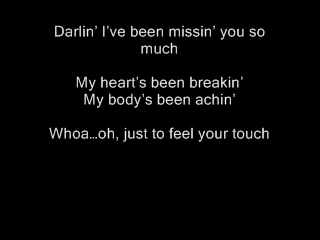 Darlin’ I’ve been missin’ you so
much
My heart’s been breakin’
My body’s been achin’
Whoa…oh, just to feel your touch